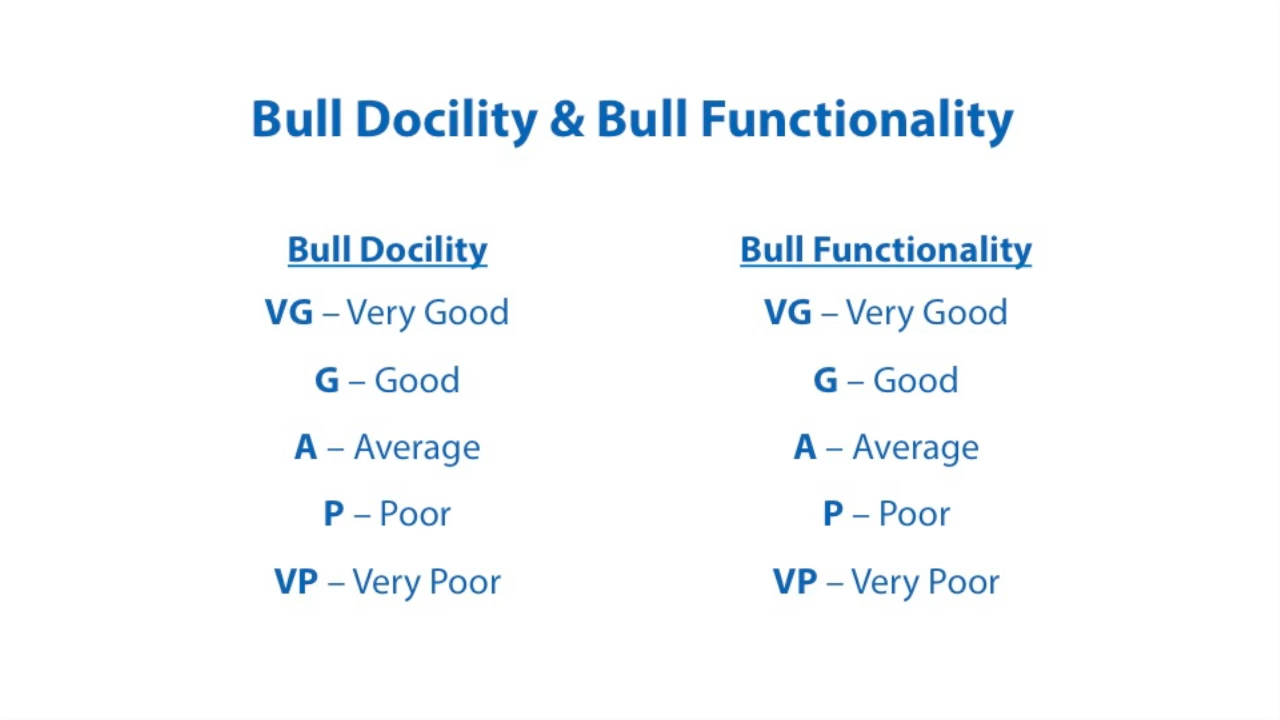 Bull Docility & Bull Functionality
Bull Docility
VG – Very Good
G – Good
A – Average
P – Poor
VP – Very Poor
Bull Functionality
VG – Very Good
G – Good
A – Average
P – Poor
VP – Very Poor